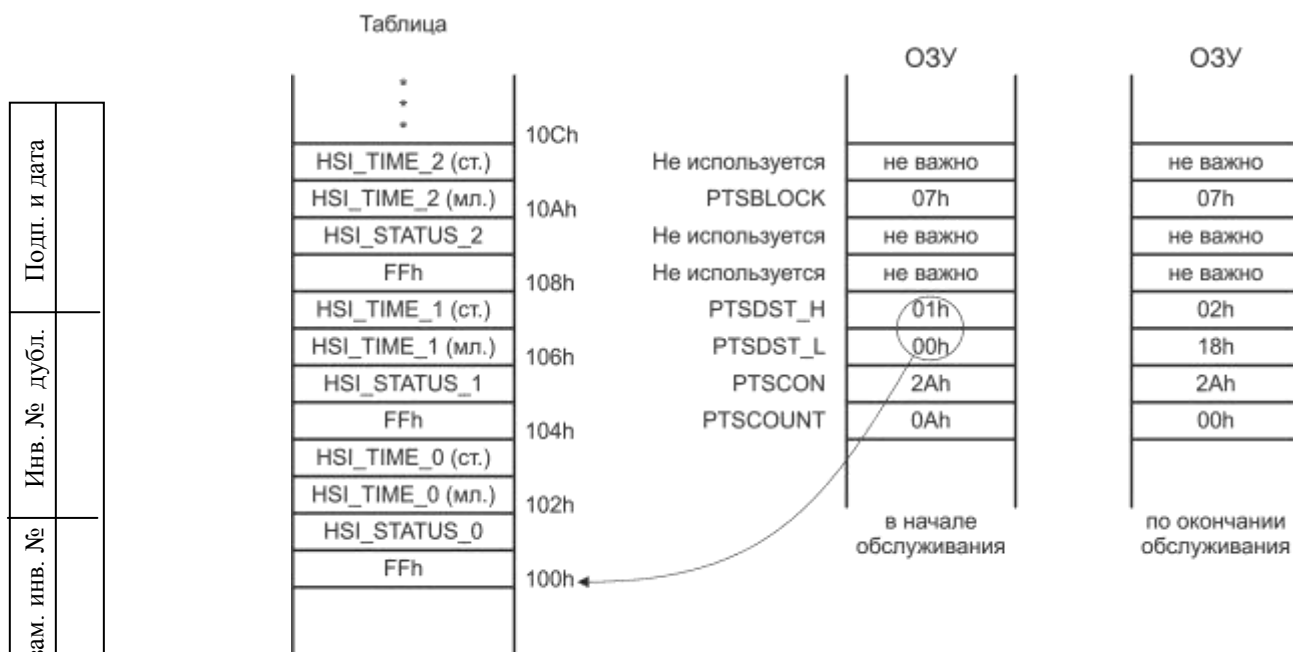 Таблица
ОЗУ
ОЗУ
*
*
*
10Ch
HSI_TIME_2 (ст.) Не используется не важно не важно
HSI_TIME_2 (мл.) 10Ah PTSBLOCK 07h 07h
HSI_STATUS_2 Не используется не важно не важно
FFh 108h Не используется не важно не важно
HSI_TIME_1 (ст.) PTSDST_H 01h 02h
HSI_TIME_1 (мл.) 106h PTSDST_L 00h 18h
HSI_STATUS_1 PTSCON 2Ah 2Ah
FFh 104h PTSCOUNT 0Ah 00h
HSI_TIME_0 (ст.)
HSI_TIME_0 (мл.) 102h
HSI_STATUS_0
FFh 100h
в начале
обслуживания
по окончании
обслуживания
Подп. и дата
Инв. № дубл.
инв. №